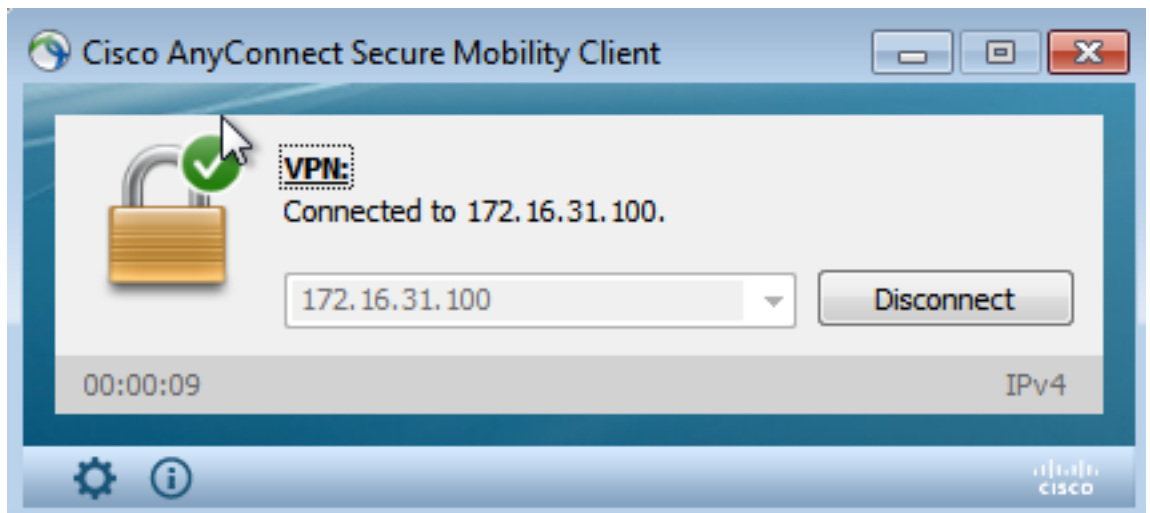 Cisco AnyConnect Secure Mobility Client
VPN:
Connected to 172.16.31.100.
172.16.31.100
Disconnect
00:00:09
IPv4
CISCO